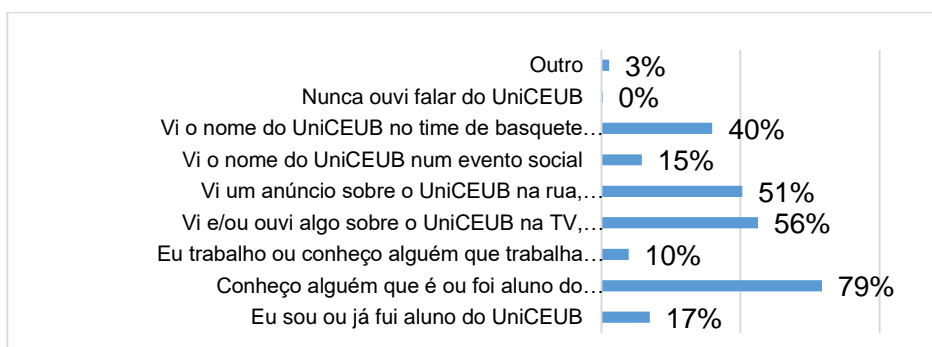 Outro 3%
Nunca ouvi falar do UniCEUB 0%
Vi o nome do UniCEUB no time de basquete… 40%
Vi o nome do UniCEUB num evento social 15%
Vi um anúncio sobre o UniCEUB na rua,… 51%
Vi e/ou ouvi algo sobre o UniCEUB na TV,… 56%
Eu trabalho ou conheço alguém que trabalha… 10%
Conheço alguém que é ou foi aluno do… 79%
Eu sou ou já fui aluno do UniCEUB 17%